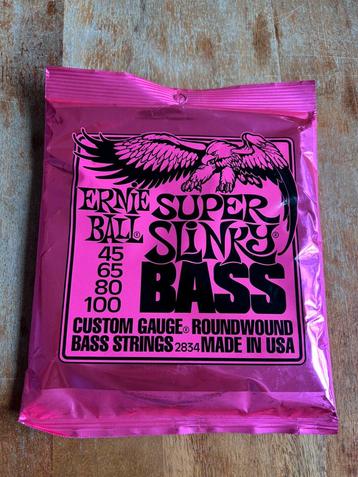 ERNIE BALL®
SUPER SLINKY®
BASS
45
65
80
100
CUSTOM GAUGE® ROUNDWOUND
BASS STRINGS 2834 MADE IN USA